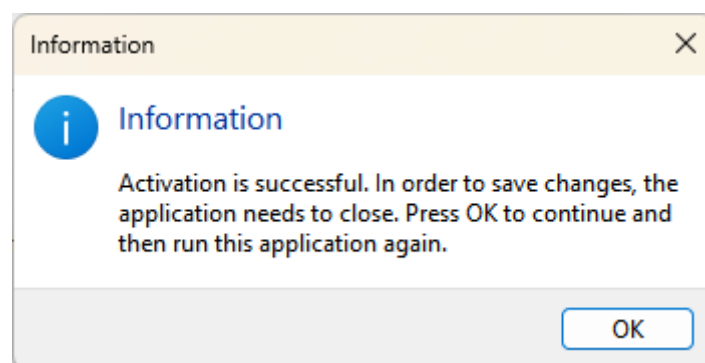 Information
Information
Activation is successful. In order to save changes, the
application needs to close. Press OK to continue and
then run this application again.
OK